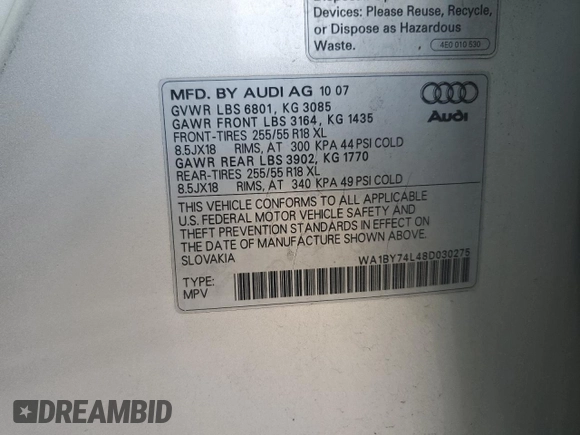 Disposed
Devices: Please Reuse, Recycle,
or Dispose as Hazardous
Waste.
4E0 010 530
MFD. BY AUDI AG 10 07
GVWR LBS 6801, KG 3085
GAWR FRONT LBS 3164, KG 1435
FRONT-TIRES 255/55 R18 XL
8.5JX18 RIMS, AT 300 KPA 44 PSI COLD
GAWR REAR LBS 3902, KG 1770
REAR-TIRES 255/55 R18 XL
8.5JX18 RIMS, AT 340 KPA 49 PSI COLD
Audi
THIS VEHICLE CONFORMS TO ALL APPLICABLE
U.S. FEDERAL MOTOR VEHICLE SAFETY AND
THEFT PREVENTION STANDARDS IN EFFECT ON
THE DATE OF MANUFACTURE SHOWN ABOVE.
SLOVAKIA
WA1BY74L48D030275
TYPE:
MPV
DREAMBID